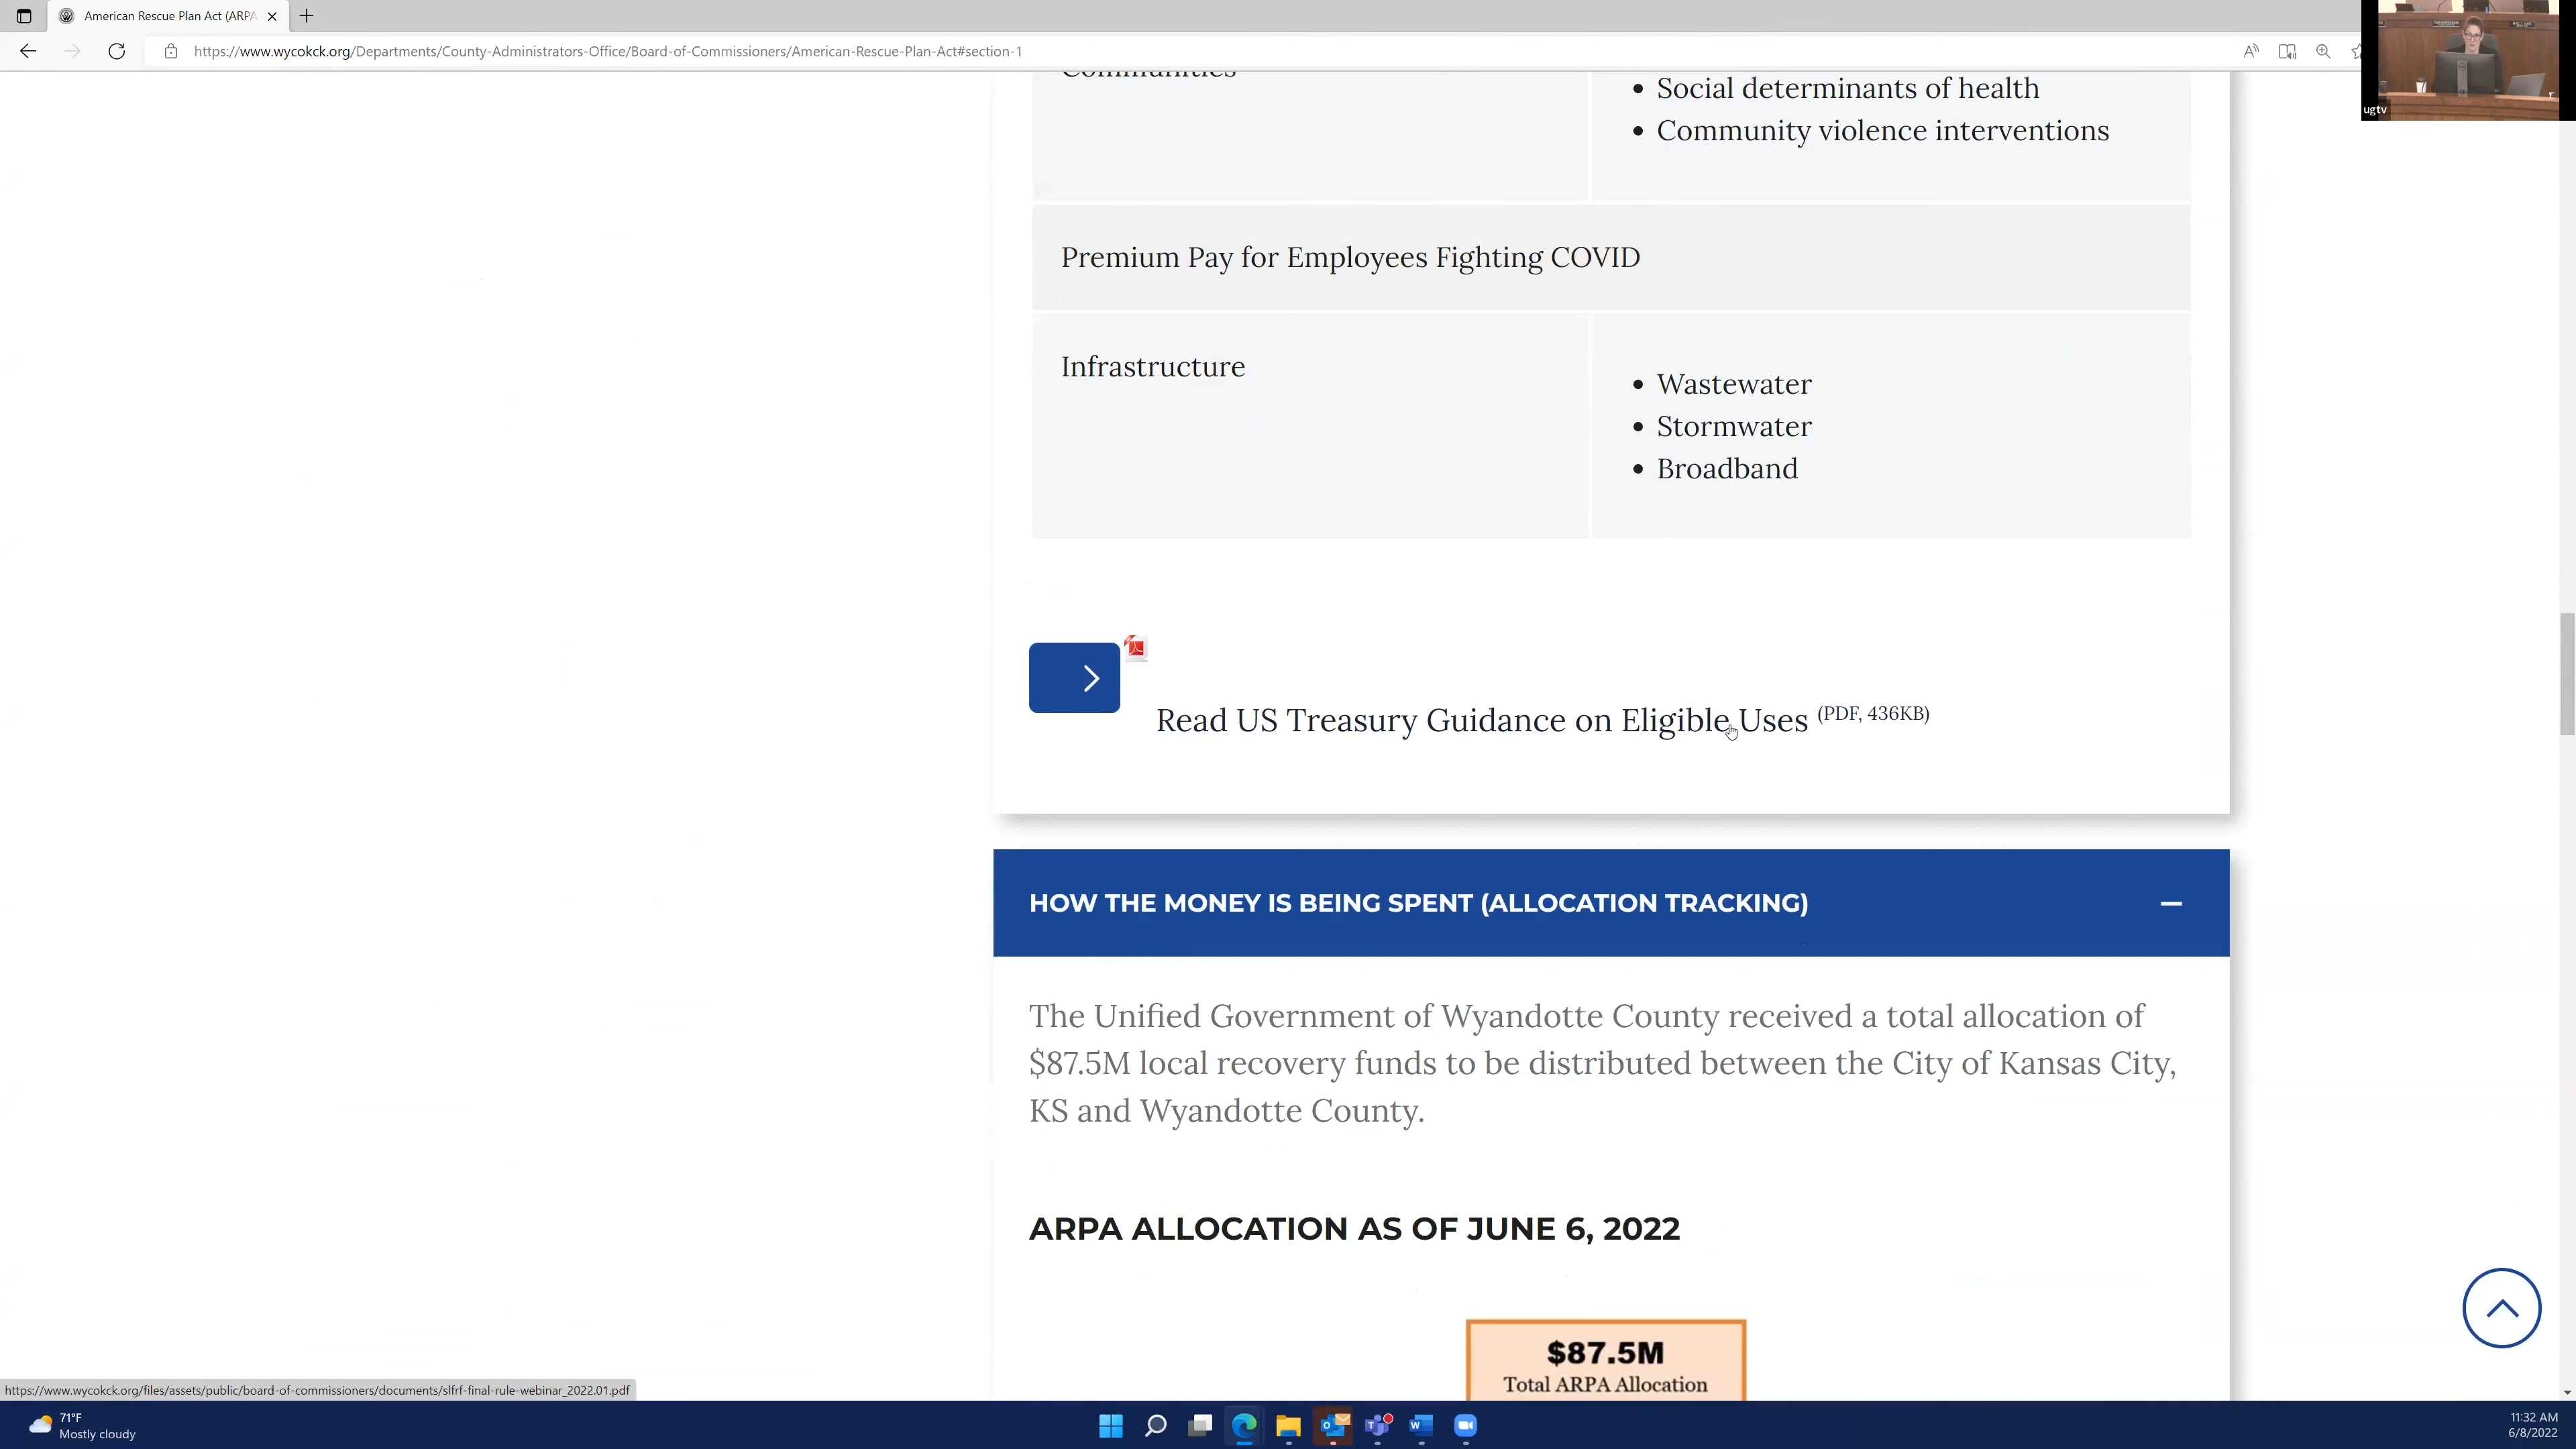 American Rescue Plan Act (ARPA
https://www.wycokck.org/Departments/County-Administrators-Office/Board-of-Commissioners/American-Rescue-Plan-Act#section-1
ugtv
Communities
Social determinants of health
Community violence interventions
Premium Pay for Employees Fighting COVID
Infrastructure
Wastewater
Stormwater
Broadband
Read US Treasury Guidance on Eligible Uses (PDF, 436KB)
HOW THE MONEY IS BEING SPENT (ALLOCATION TRACKING)
The Unified Government of Wyandotte County received a total allocation of
$87.5M local recovery funds to be distributed between the City of Kansas City,
KS and Wyandotte County.
ARPA ALLOCATION AS OF JUNE 6, 2022
$87.5M
Total ARPA Allocation
https://www.wycokck.org/files/assets/public/board-of-commissioners/documents/slfrf-final-rule-webinar_2022.01.pdf
71°F
Mostly cloudy
11:32 AM
6/8/2022